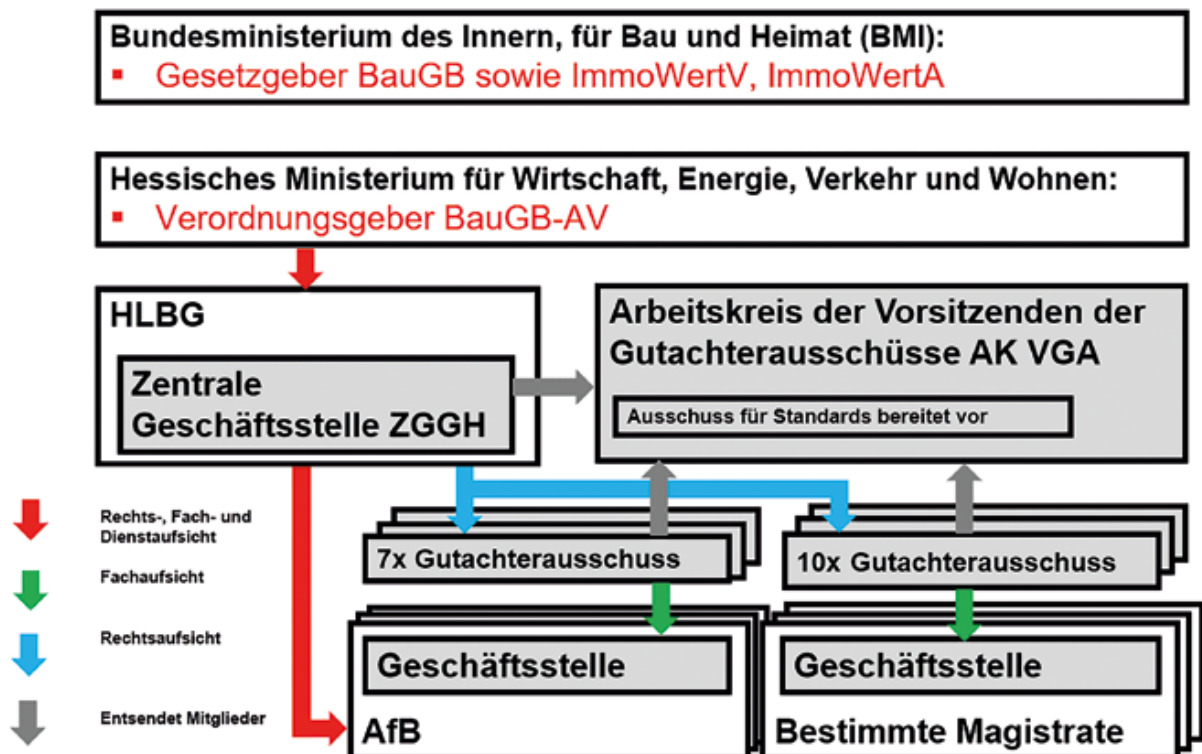 Bundesministerium des Innern, für Bau und Heimat (BMI):
▪ Gesetzgeber BauGB sowie ImmoWertV, ImmoWertA
Hessisches Ministerium für Wirtschaft, Energie, Verkehr und Wohnen:
▪ Verordnungsgeber BauGB-AV
HLBG
Zentrale
Geschäftsstelle ZGGH
Arbeitskreis der Vorsitzenden der
Gutachterausschüsse AK VGA
Ausschuss für Standards bereitet vor
Rechts-, Fach- und
Dienstaufsicht
Fachaufsicht
Rechtsaufsicht
Entsendet Mitglieder
7x Gutachterausschuss
10x Gutachterausschuss
Geschäftsstelle
AfB
Geschäftsstelle
Bestimmte Magistrate